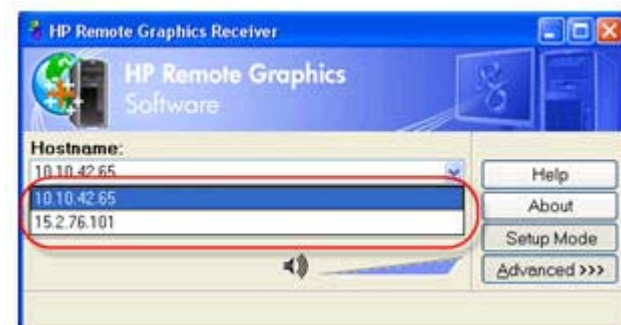 HP Remote Graphics Receiver
HP Remote Graphics
Software
Hostname:
10.10.42.65
10.10.42.65
15.2.76.101
Help
About
Setup Mode
Advanced >>>